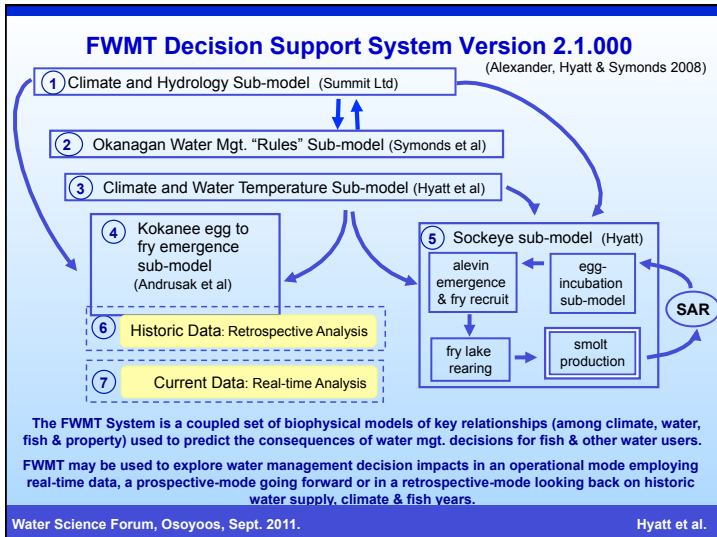 FWMT Decision Support System Version 2.1.000
(Alexander, Hyatt & Symonds 2008)
1 Climate and Hydrology Sub-model (Summit Ltd)
2 Okanagan Water Mgt. “Rules” Sub-model (Symonds et al)
3 Climate and Water Temperature Sub-model (Hyatt et al)
4 Kokanee egg to
fry emergence
sub-model
(Andrusak et al)
5 Sockeye sub-model (Hyatt)
alevin
emergence
& fry recruit
egg-
incubation
sub-model
SAR
fry lake
rearing
smolt
production
6 Historic Data: Retrospective Analysis
7 Current Data: Real-time Analysis
The FWMT System is a coupled set of biophysical models of key relationships (among climate, water,
fish & property) used to predict the consequences of water mgt. decisions for fish & other water users.
FWMT may be used to explore water management decision impacts in an operational mode employing
real-time data, a prospective-mode going forward or in a retrospective-mode looking back on historic
water supply, climate & fish years.
Water Science Forum, Osoyoos, Sept. 2011.
Hyatt et al.